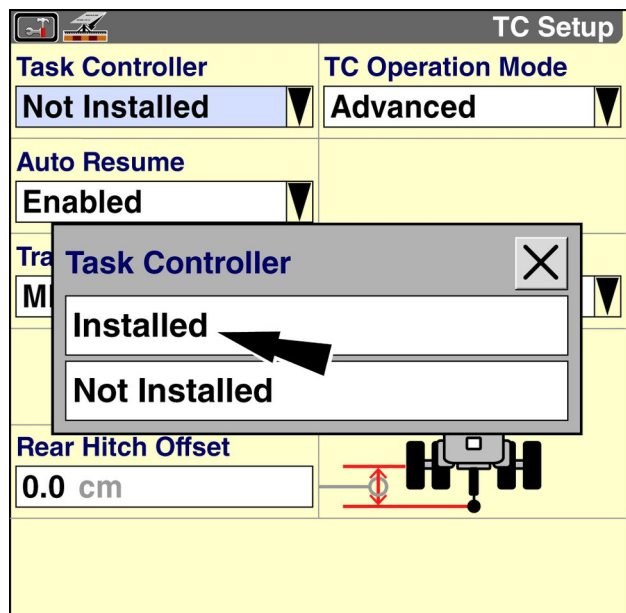 TC Setup
Task Controller
TC Operation Mode
Not Installed
Advanced
Auto Resume
Enabled
Tra
Task Controller
Installed
Not Installed
Rear Hitch Offset
0.0 cm